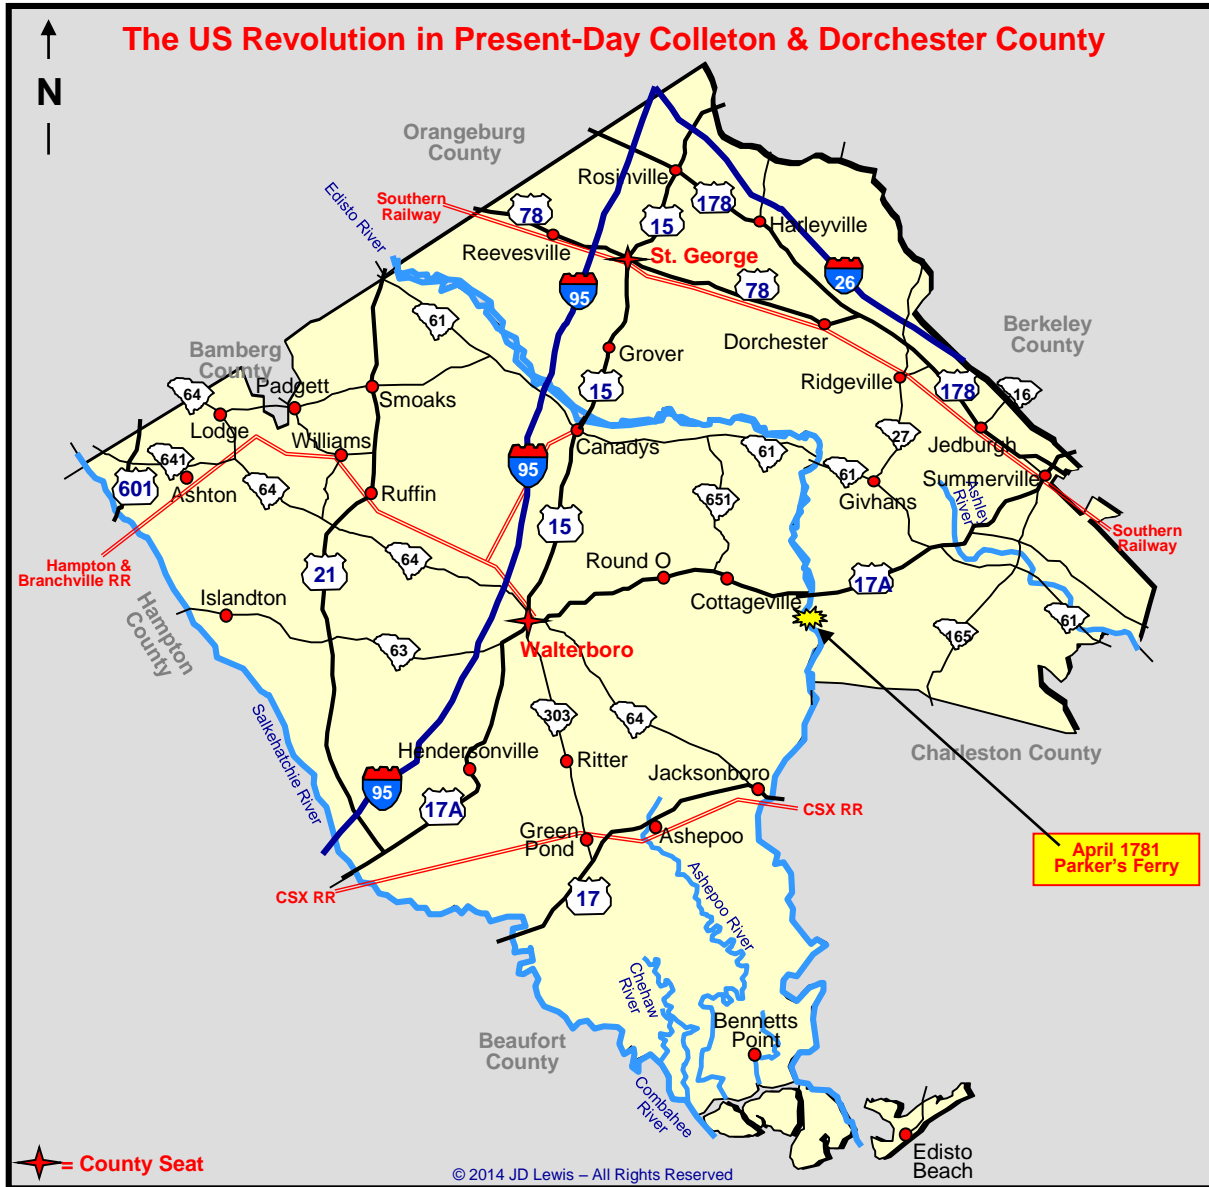 The US Revolution in Present-Day Colleton & Dorchester County
N
Orangeburg
County
Rosinville
Edisto River
Southern
Railway
78
178
15
Harleyville
Reevesville
St. George
95
78
26
61
Dorchester
Berkeley
County
Bamberg
County
Grover
Padgett
64
Smoaks
15
Ridgeville
178
16
Lodge
Williams
Canadys
27
Jedburgh
641
61
61
601
Ashton
64
95
Ruffin
651
Givhans
Summerville
Ashley
River
15
Southern
Railway
Hampton &
Branchville RR
21
64
Round O
Cottageville
17A
Hampton
County
Islandton
61
63
Walterboro
165
303
64
Salkehatchie River
Hendersonville
Ritter
Jacksonboro
Charleston County
95
17A
CSX RR
Green
Pond
Ashepoo
April 1781
Parker's Ferry
CSX RR
17
Ashepoo River
Chehaw
River
Bennetts
Point
Beaufort
County
Combahee
River
Edisto
Beach
= County Seat
© 2014 JD Lewis – All Rights Reserved